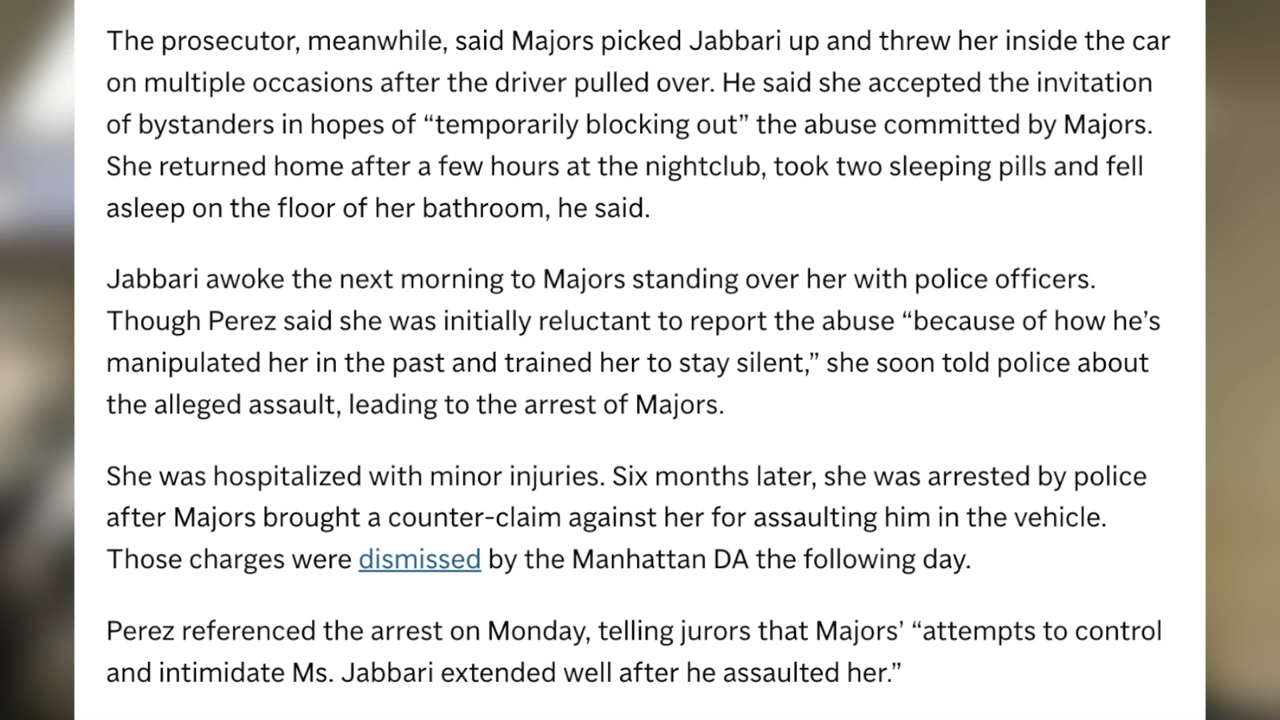 The prosecutor, meanwhile, said Majors picked Jabbari up and threw her inside the car
on multiple occasions after the driver pulled over. He said she accepted the invitation
of bystanders in hopes of “temporarily blocking out” the abuse committed by Majors.
She returned home after a few hours at the nightclub, took two sleeping pills and fell
asleep on the floor of her bathroom, he said.
Jabbari awoke the next morning to Majors standing over her with police officers.
Though Perez said she was initially reluctant to report the abuse “because of how he’s
manipulated her in the past and trained her to stay silent,” she soon told police about
the alleged assault, leading to the arrest of Majors.
She was hospitalized with minor injuries. Six months later, she was arrested by police
after Majors brought a counter-claim against her for assaulting him in the vehicle.
Those charges were dismissed by the Manhattan DA the following day.
Perez referenced the arrest on Monday, telling jurors that Majors’ “attempts to control
and intimidate Ms. Jabbari extended well after he assaulted her.”